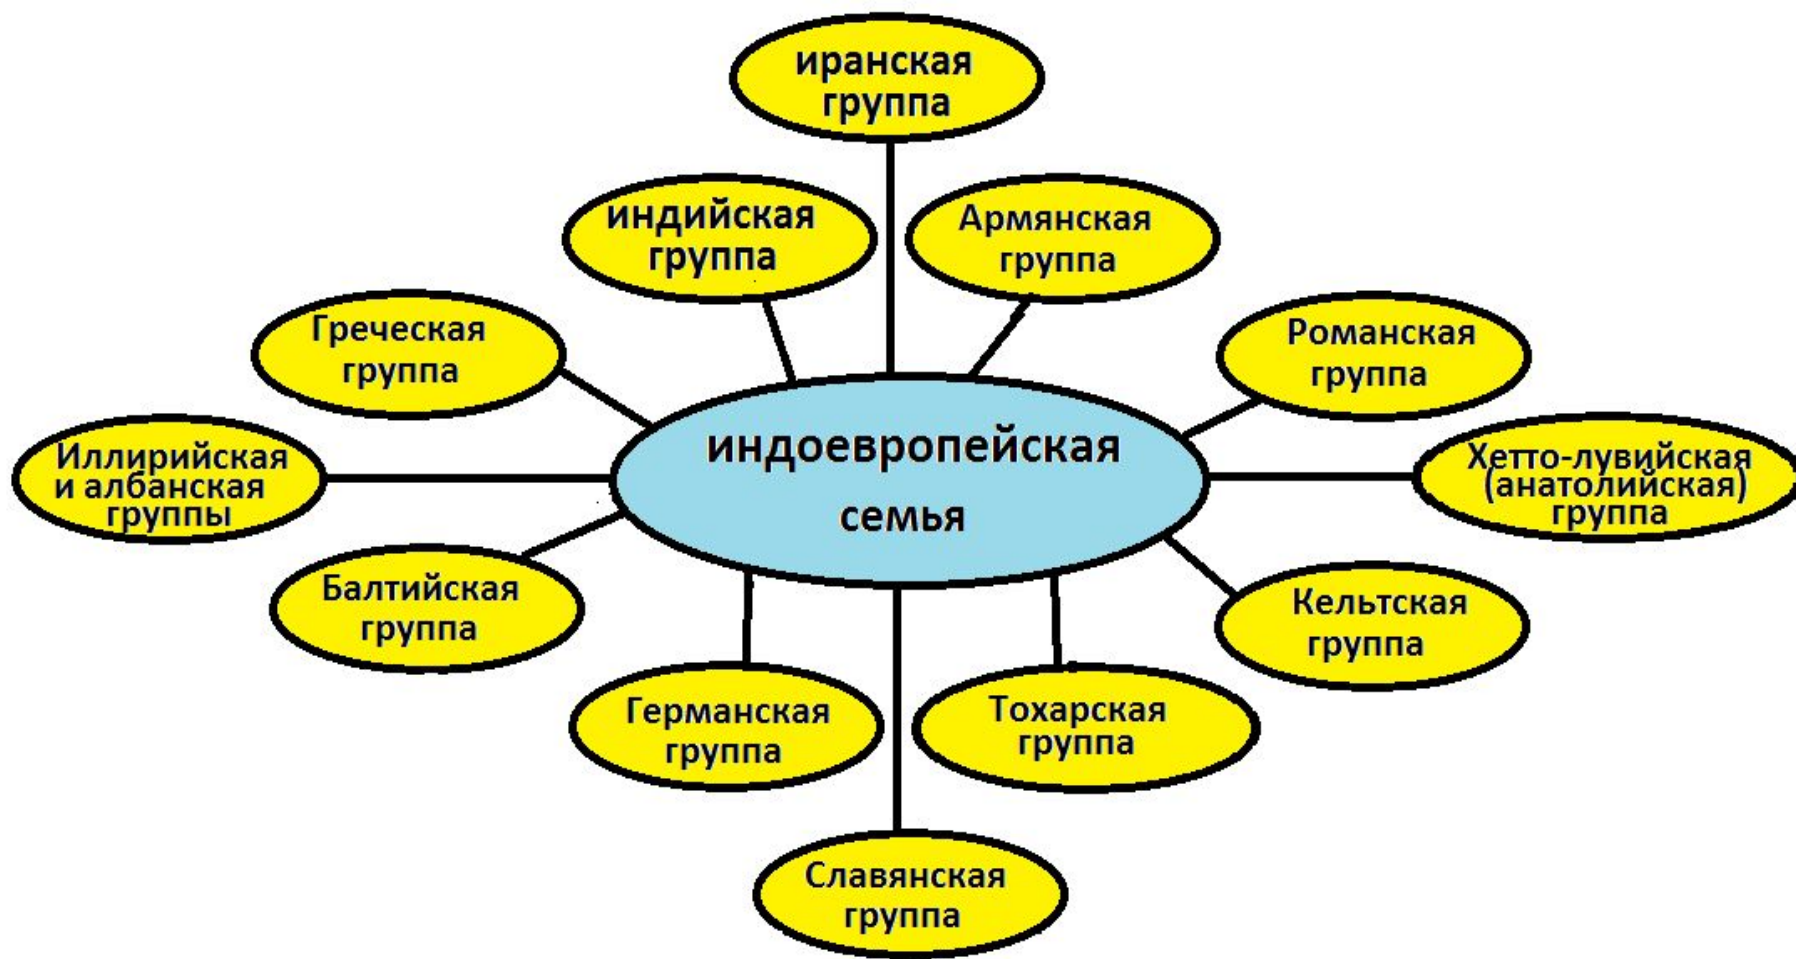 иранская
группа
индийская
группа
Армянская
группа
Греческая
группа
Романская
группа
индоевропейская
семья
Иллирийская
и албанская
группы
Хетто-лувийская
(анатолийская)
группа
Балтийская
группа
Кельтская
группа
Германская
группа
Тохарская
группа
Славянская
группа